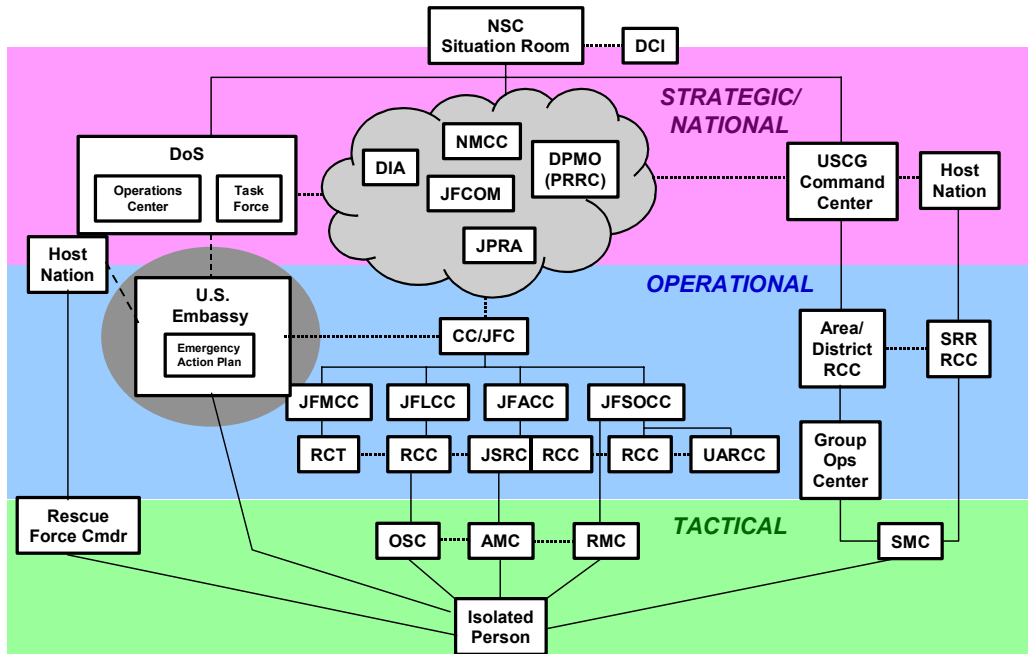 NSC
Situation Room
DCI
STRATEGIC/
NATIONAL
DoS
Operations
Center
Task
Force
NMCC
DIA
DPMO
(PRRC)
JFCOM
JPRA
USCG
Command
Center
Host
Nation
Host
Nation
OPERATIONAL
U.S.
Embassy
Emergency
Action Plan
CC/JFC
Area/
District
RCC
SRR
RCC
JFMCC
JFLCC
JFACC
JFSOCC
RCT
RCC
JSRC
RCC
RCC
UARCC
Group
Ops
Center
Rescue
Force Cmdr
TACTICAL
OSC
AMC
RMC
SMC
Isolated
Person